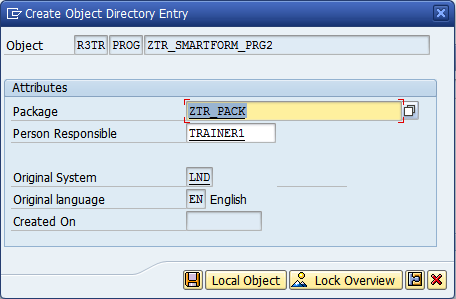 Create Object Directory Entry
Object R3TR PROG ZTR_SMARTFORM_PRG2
Attributes
Package ZTR_PACK
Person Responsible TRAINER1
Original System LND
Original language EN English
Created On
Local Object Lock Overview